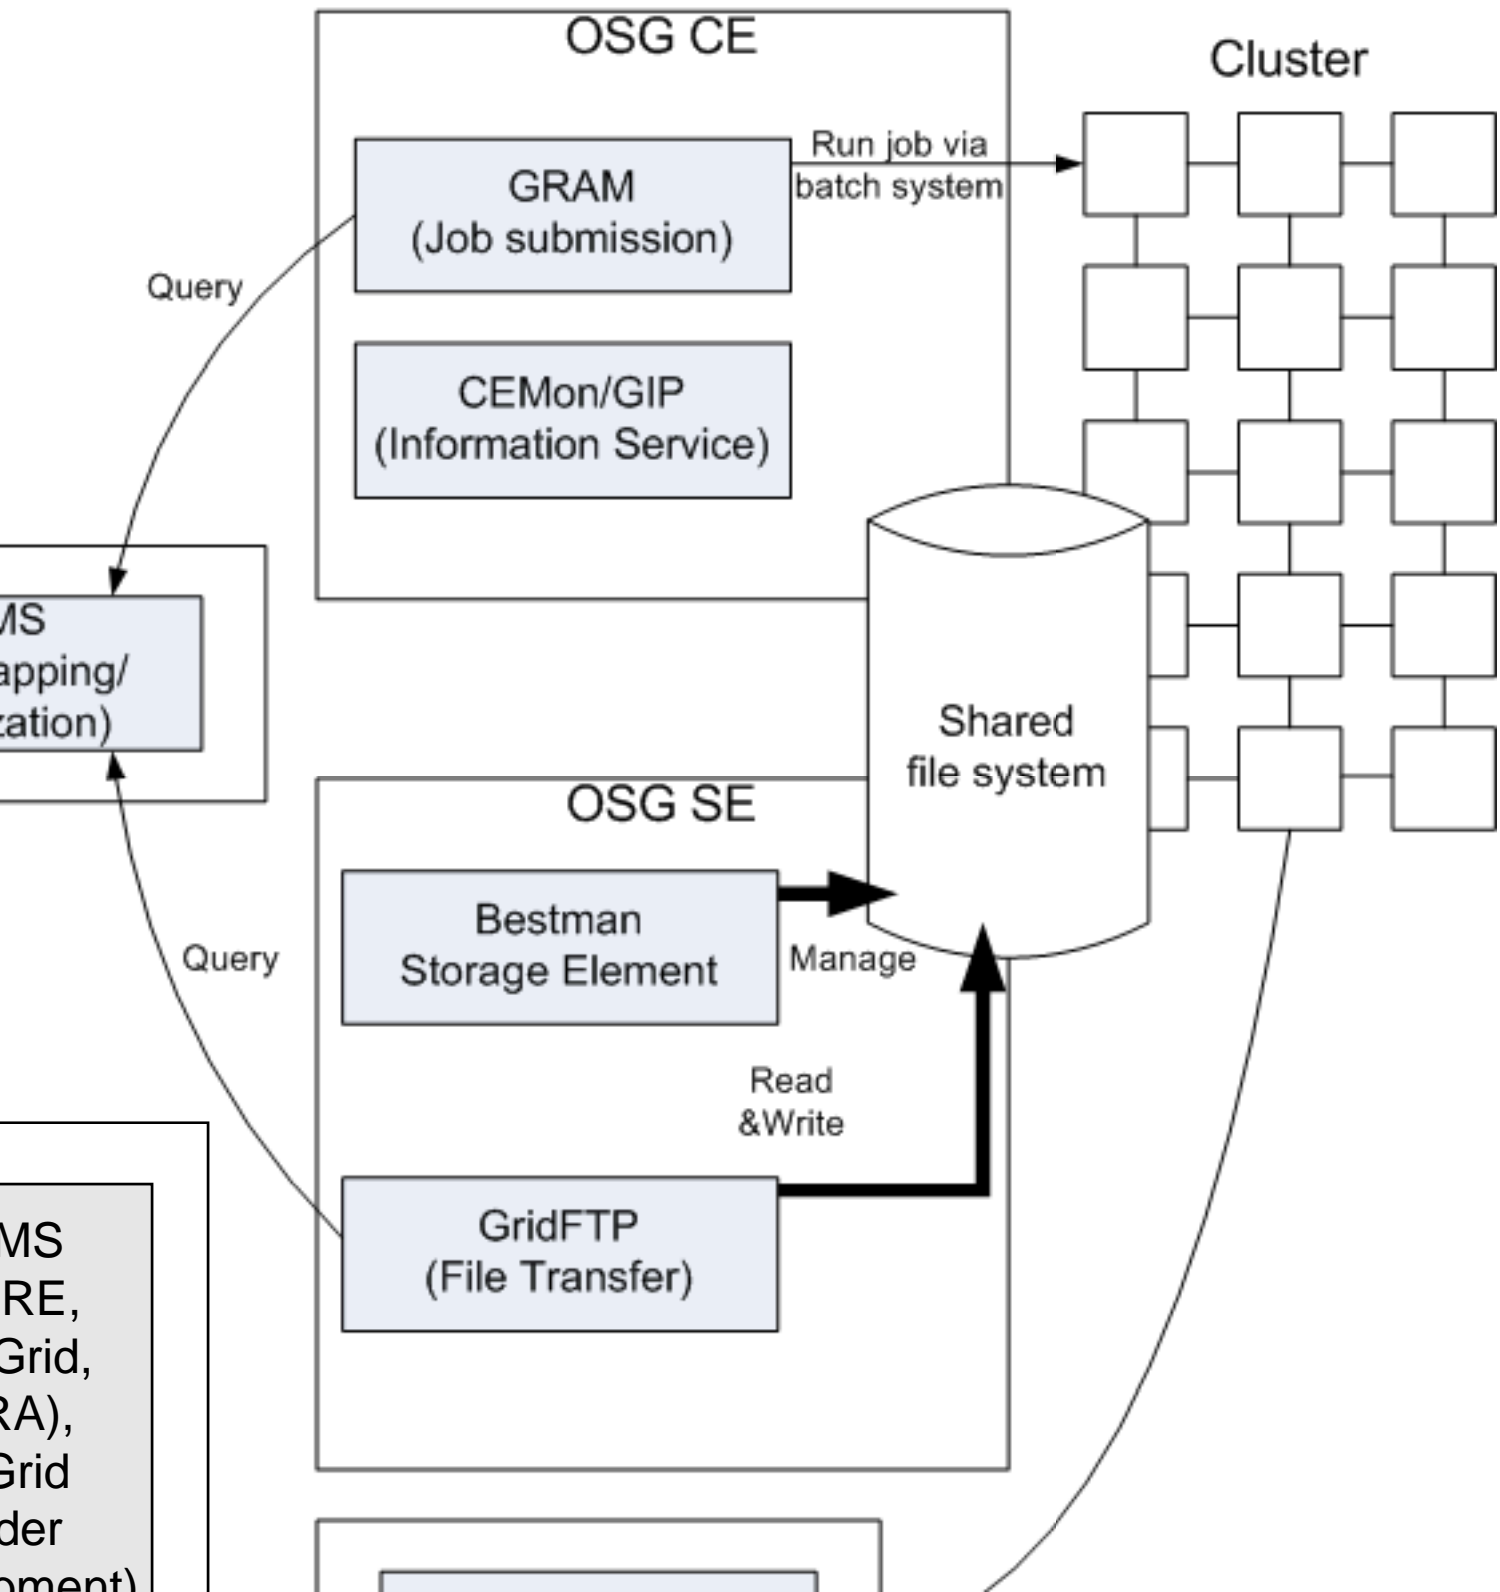 OSG CE
Cluster
Run job via
batch system
GRAM
(Job submission)
Query
CEMon/GIP
(Information Service)
MS
apping/
zation)
Shared
file system
OSG SE
Bestman
Storage Element
Manage
Query
Read
&Write
GridFTP
(File Transfer)
MS
RE,
Grid,
RA),
Grid
der
pment)